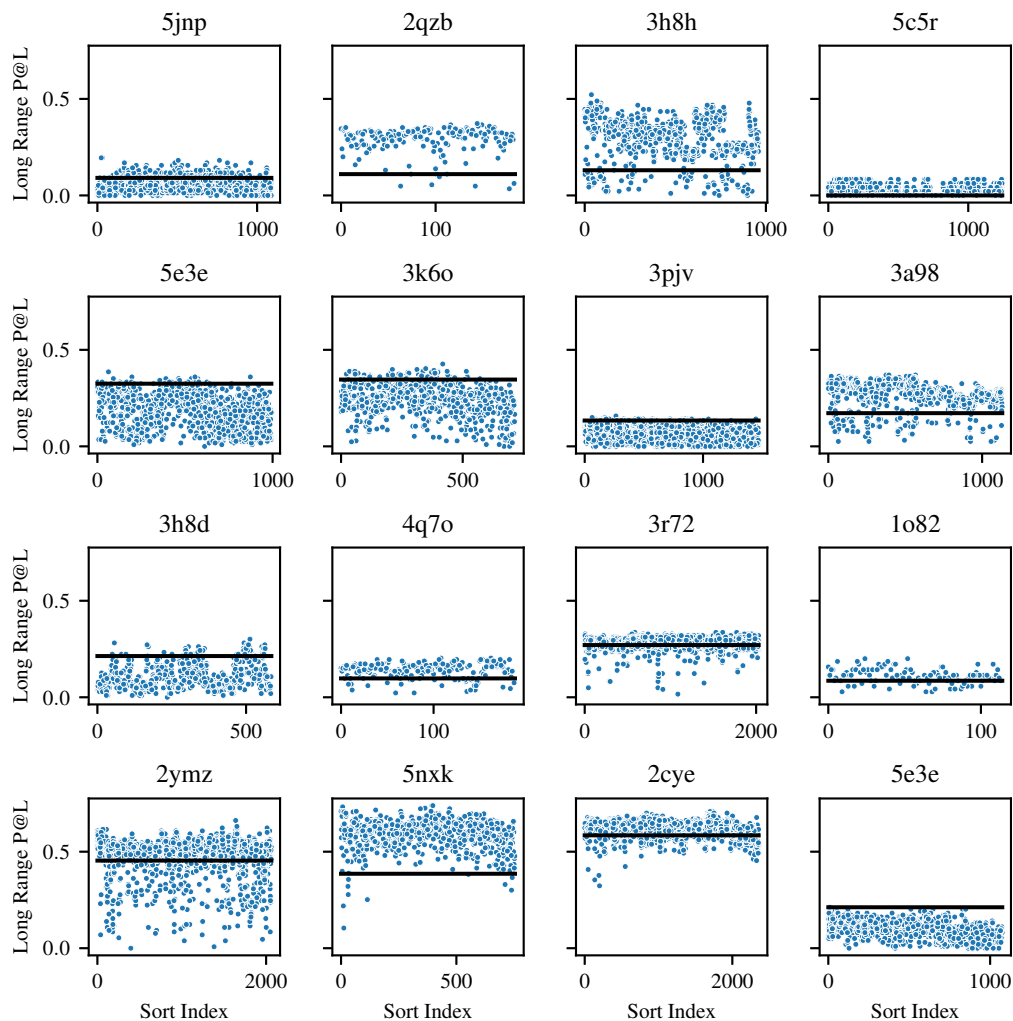 5jnp 2qzb 3h8h 5c5r
Long Range P@L
0.5
0.0
0 1000 0 100 0 1000 0 1000
5e3e 3k6o 3pjv 3a98
Long Range P@L
0.5
0.0
0 1000 0 500 0 1000 0 1000
3h8d 4q7o 3r72 1o82
Long Range P@L
0.5
0.0
0 500 0 100 0 2000 0 100
2ymz 5nxk 2cye 5e3e
Long Range P@L
0.5
0.0
0 2000 0 500 0 2000 0 1000
Sort Index Sort Index Sort Index Sort Index